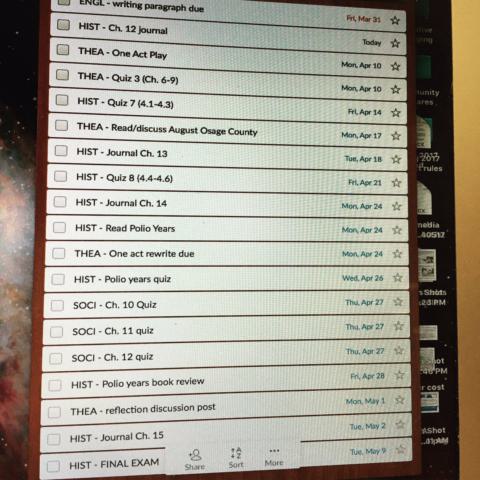 ENGL - writing paragraph due
Fri, Mar 31
HIST - Ch. 12 journal
Today
THEA - One Act Play
Mon, Apr 10
THEA - Quiz 3 (Ch. 6-9)
Mon, Apr 10
HIST - Quiz 7 (4.1-4.3)
Fri, Apr 14
THEA - Read/discuss August Osage County
Mon, Apr 17
HIST - Journal Ch. 13
Tue, Apr 18
HIST - Quiz 8 (4.4-4.6)
Fri, Apr 21
HIST - Journal Ch. 14
Mon, Apr 24
HIST - Read Polio Years
Mon, Apr 24
THEA - One act rewrite due
Mon, Apr 24
HIST - Polio years quiz
Wed, Apr 26
SOCI - Ch. 10 Quiz
Thu, Apr 27
SOCI - Ch. 11 quiz
Thu, Apr 27
SOCI - Ch. 12 quiz
Thu, Apr 27
HIST - Polio years book review
Fri, Apr 28
THEA - reflection discussion post
Mon, May 1
HIST - Journal Ch. 15
Tue, May 2
HIST - FINAL EXAM
Tue, May 9
Share
Sort
More
rules
cost